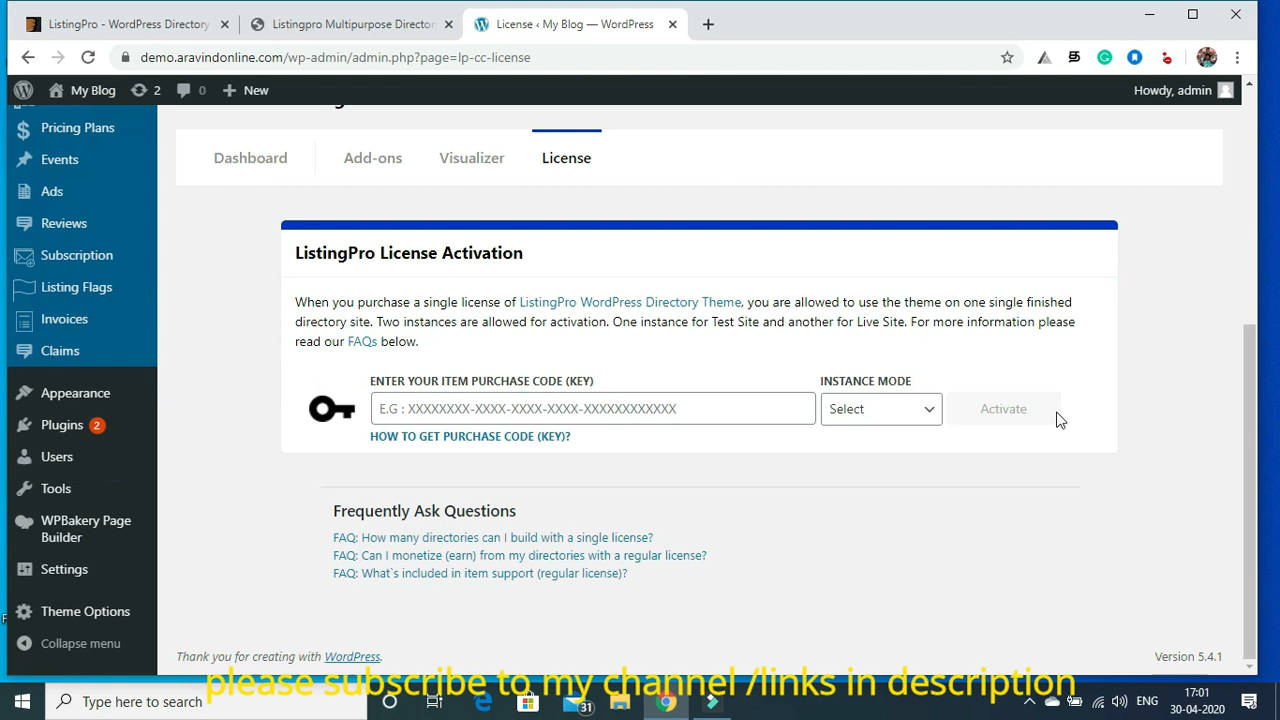 ListingPro - WordPress Directory
Listingpro Multipurpose Director
License ‹ My Blog — WordPress
demo.aravindonline.com/wp-admin/admin.php?page=lp-cc-license
My Blog
2
0
New
Howdy, admin
Pricing Plans
Events
Ads
Reviews
Subscription
Listing Flags
Invoices
Claims
Appearance
Plugins 2
Users
Tools
WPBakery Page
Builder
Settings
Theme Options
Collapse menu
Dashboard
Add-ons
Visualizer
License
ListingPro License Activation
When you purchase a single license of ListingPro WordPress Directory Theme, you are allowed to use the theme on one single finished
directory site. Two instances are allowed for activation. One instance for Test Site and another for Live Site. For more information please
read our FAQs below.
ENTER YOUR ITEM PURCHASE CODE (KEY)
INSTANCE MODE
E.G : XXXXXXXX-XXXX-XXXX-XXXX-XXXXXXXXXXXX
Select
Activate
HOW TO GET PURCHASE CODE (KEY)?
Frequently Ask Questions
FAQ: How many directories can I build with a single license?
FAQ: Can I monetize (earn) from my directories with a regular license?
FAQ: What`s included in item support (regular license)?
Thank you for creating with WordPress.
Version 5.4.1
please subscribe to my channel /links in description
Type here to search
31
ENG
17:01
30-04-2020